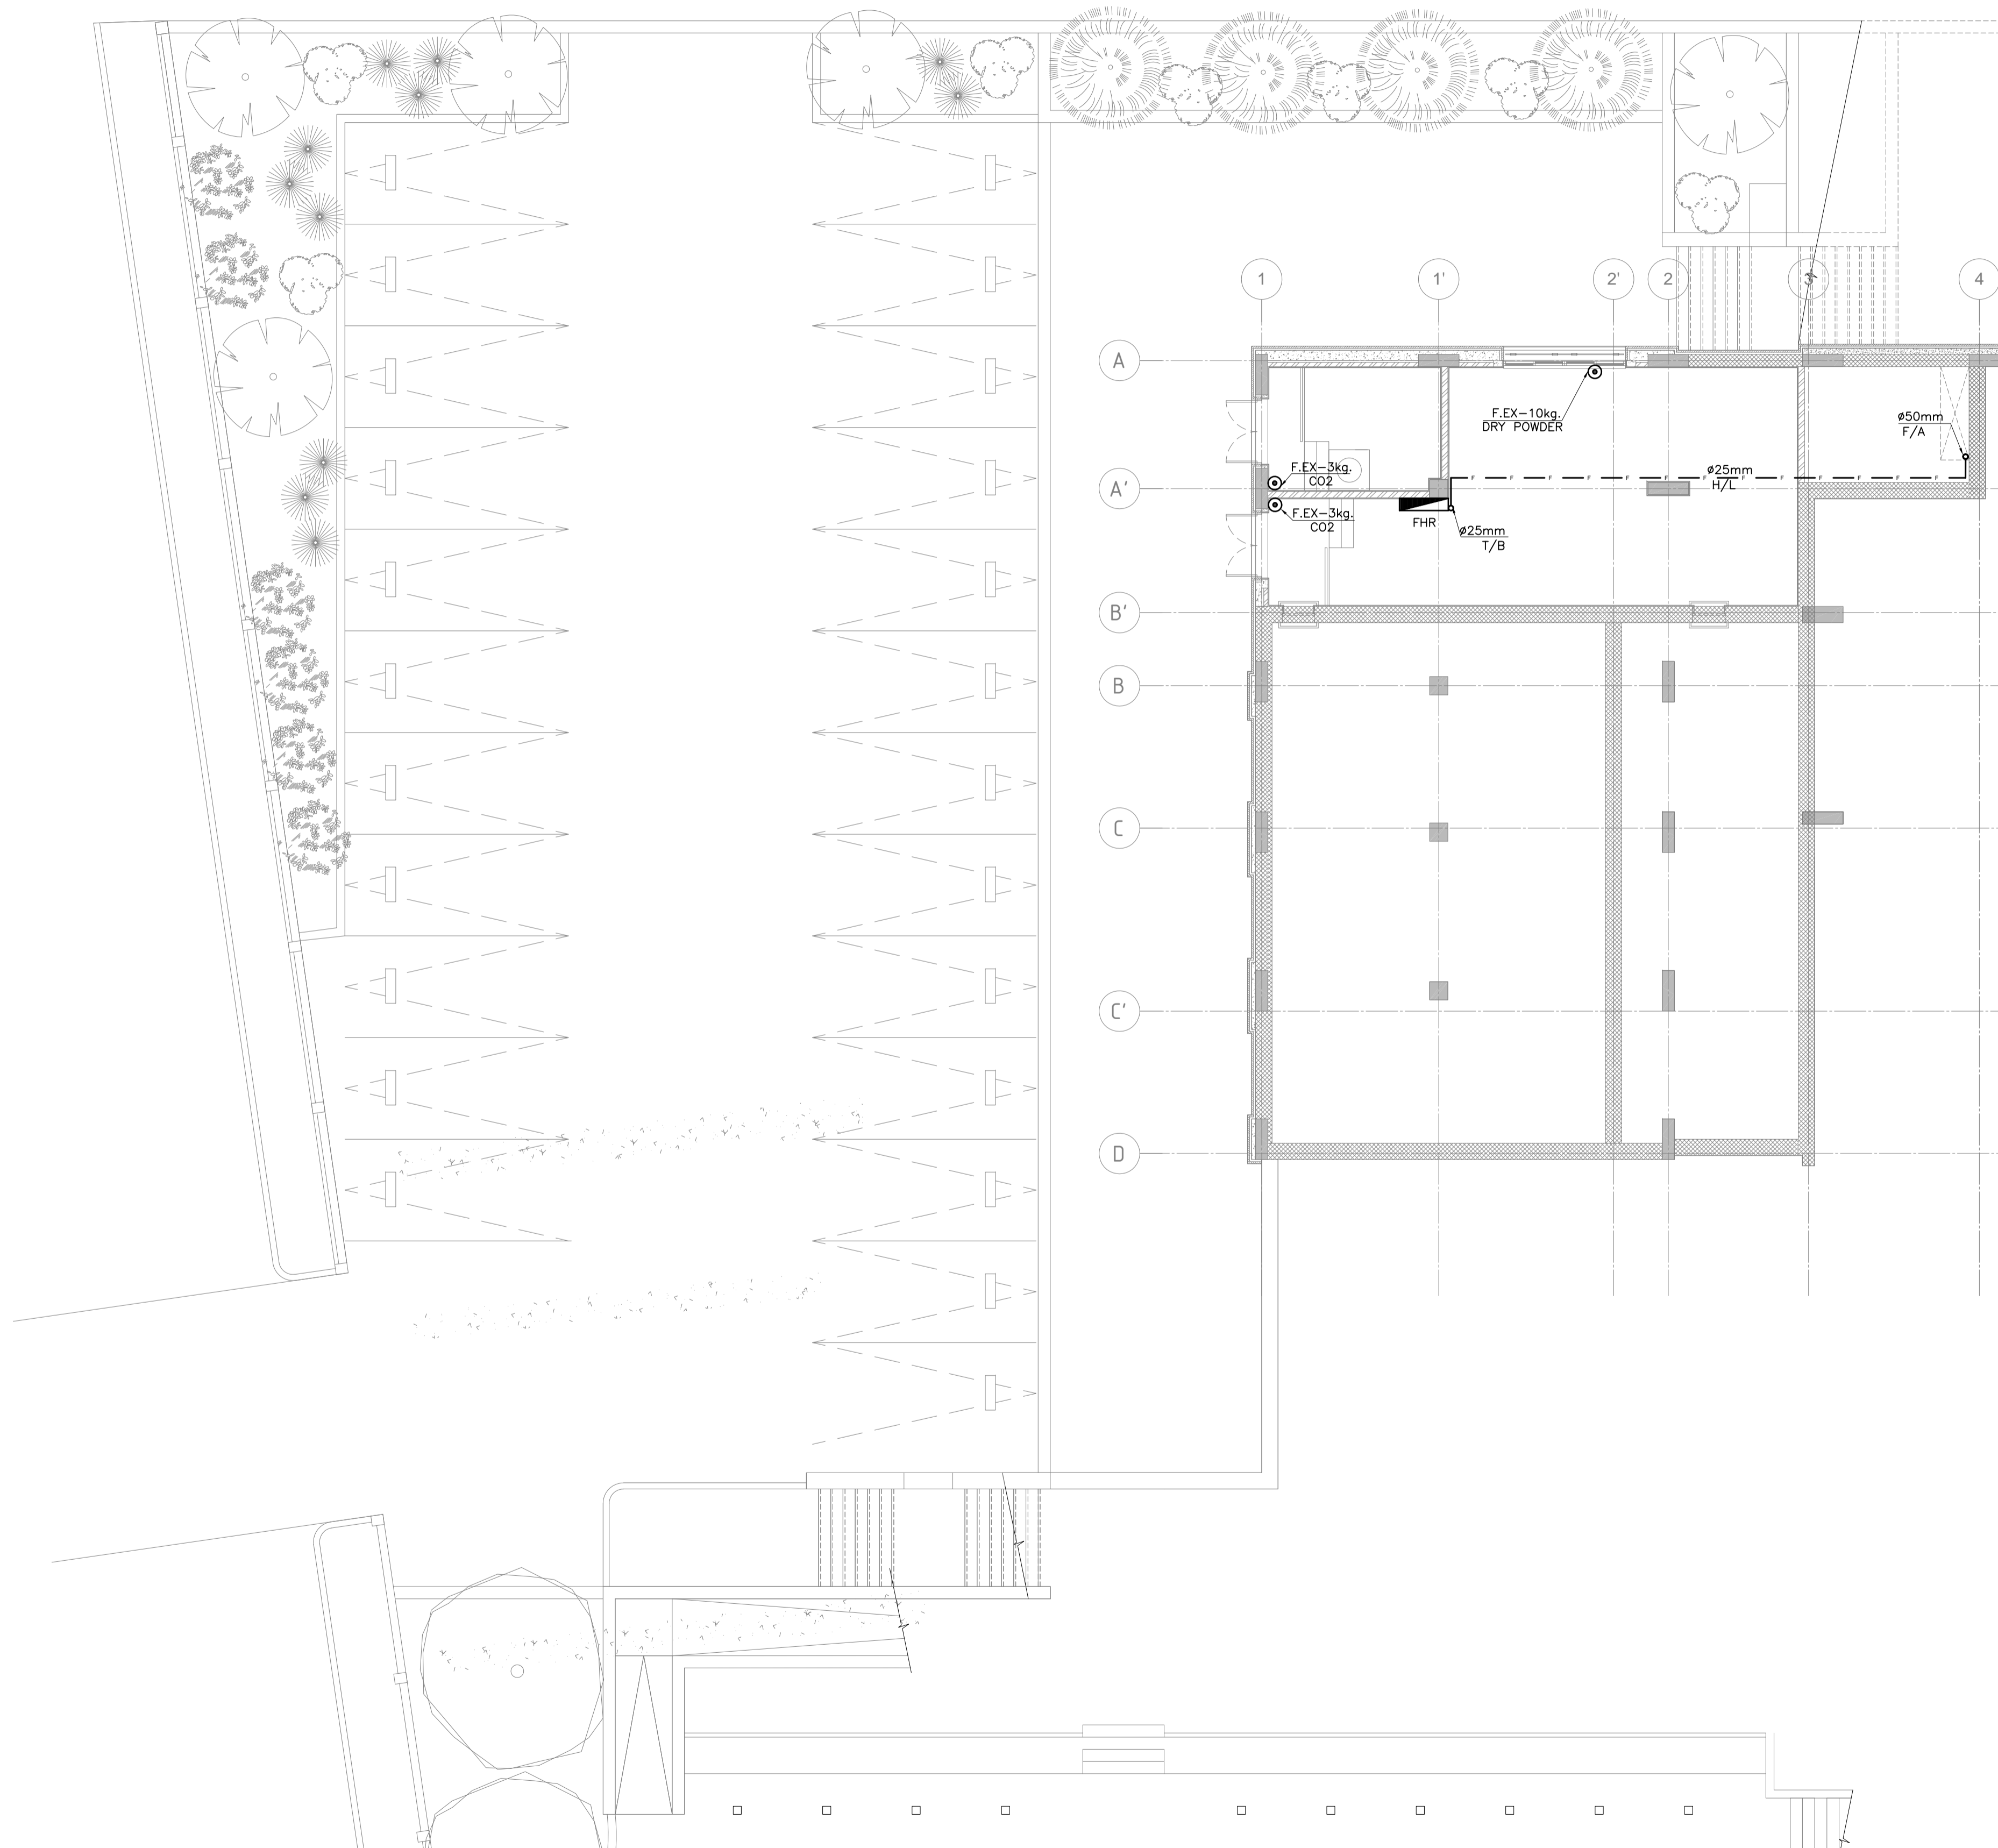 1
1'
2'
2
3
4
A
F.EX-10kg.
DRY POWDER
ø50mm
F/A
F.EX-3kg.
CO2
F F F F F F F F F F F F F
ø25mm
H/L
A'
F.EX-3kg.
CO2
FHR
ø25mm
T/B
B'
B
C
C'
D